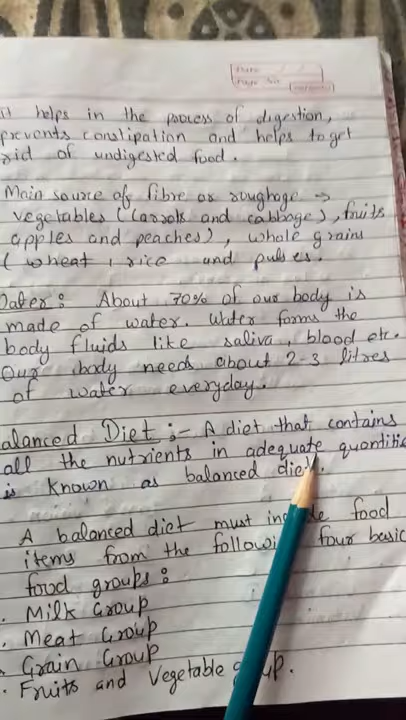 It helps in the process of digestion,
prevents constipation and helps to get
rid of undigested food.
Main source of fibre or roughage →
vegetables (Carrots and cabbage), fruits
apples and peaches), whole grains
(wheat, rice and pulses.
Water: About 70% of our body is
made of water. Water forms the
body fluids like saliva, blood etc.
Our body needs about 2-3 litres
of water everyday.
alanced Diet :- A diet that contains
all the nutrients in adequate quantitie
is known as balanced diet.
A balanced diet must inc de food
items from the followi four basic
food groups :
. Milk Group
. Meat Group
. Grain Group
. Fruits and Vegetable g up.